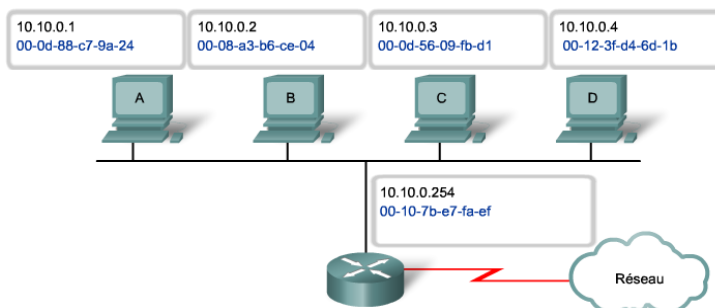 10.10.0.1
00-0d-88-c7-9a-24
10.10.0.2
00-08-a3-b6-ce-04
10.10.0.3
00-0d-56-09-fb-d1
10.10.0.4
00-12-3f-d4-6d-1b
A
B
C
D
10.10.0.254
00-10-7b-e7-fa-ef
Réseau